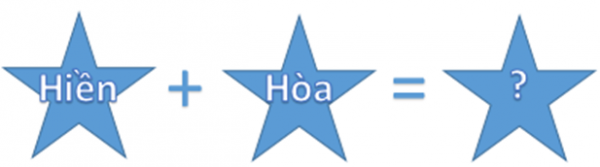 Hiền + Hòa = ?